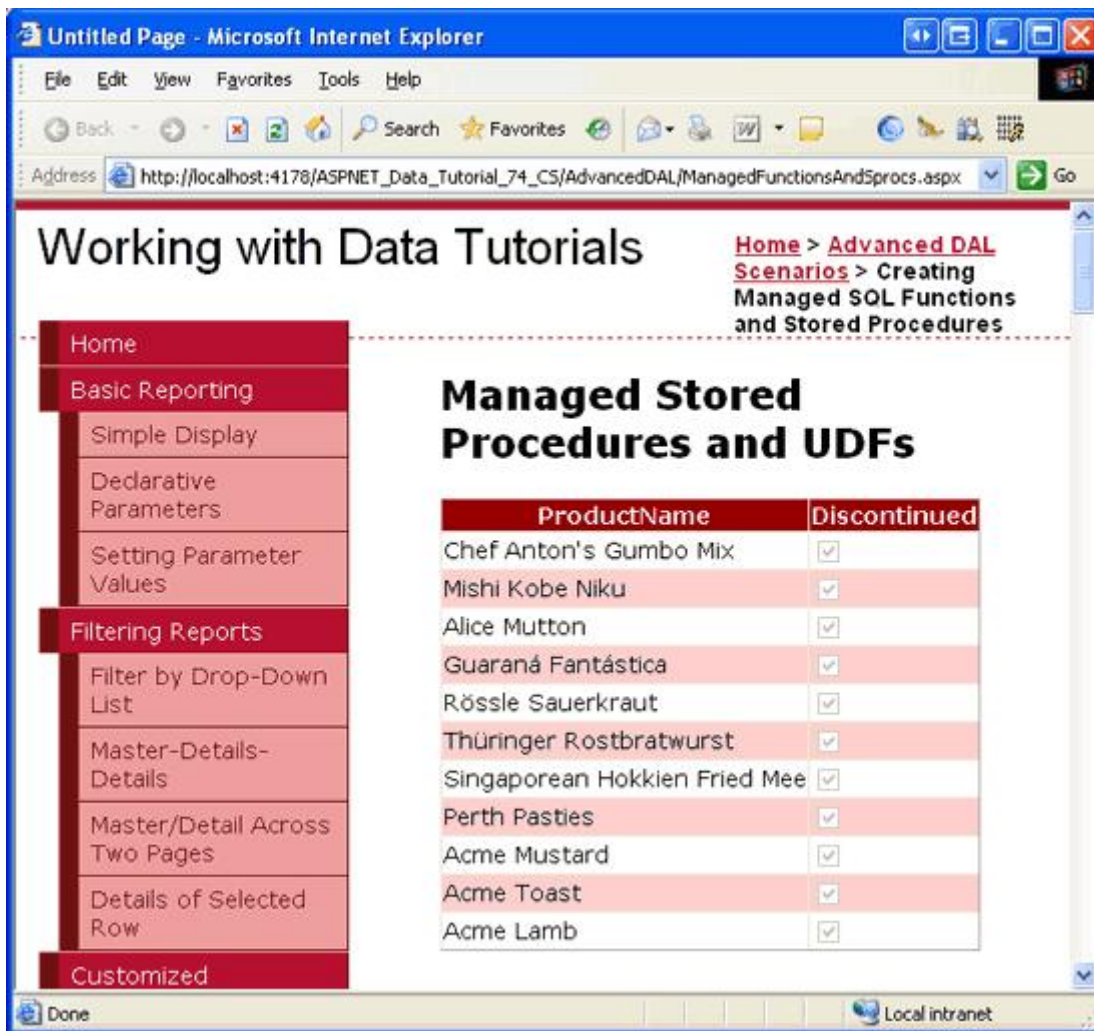 Untitled Page - Microsoft Internet Explorer
File Edit View Favorites Tools Help
Back Search Favorites
Address http://localhost:4178/ASPNET_Data_Tutorial_74_CS/AdvancedDAL/ManagedFunctionsAndSprocs.aspx Go
Working with Data Tutorials
Home > Advanced DAL
Scenarios > Creating
Managed SQL Functions
and Stored Procedures
Home
Basic Reporting
Simple Display
Declarative
Parameters
Setting Parameter
Values
Filtering Reports
Filter by Drop-Down
List
Master-Details-
Details
Master/Detail Across
Two Pages
Details of Selected
Row
Customized
Managed Stored
Procedures and UDFs
ProductName Discontinued
Chef Anton's Gumbo Mix
Mishi Kobe Niku
Alice Mutton
Guaraná Fantástica
Rössle Sauerkraut
Thüringer Rostbratwurst
Singaporean Hokkien Fried Mee
Perth Pasties
Acme Mustard
Acme Toast
Acme Lamb
Done Local intranet